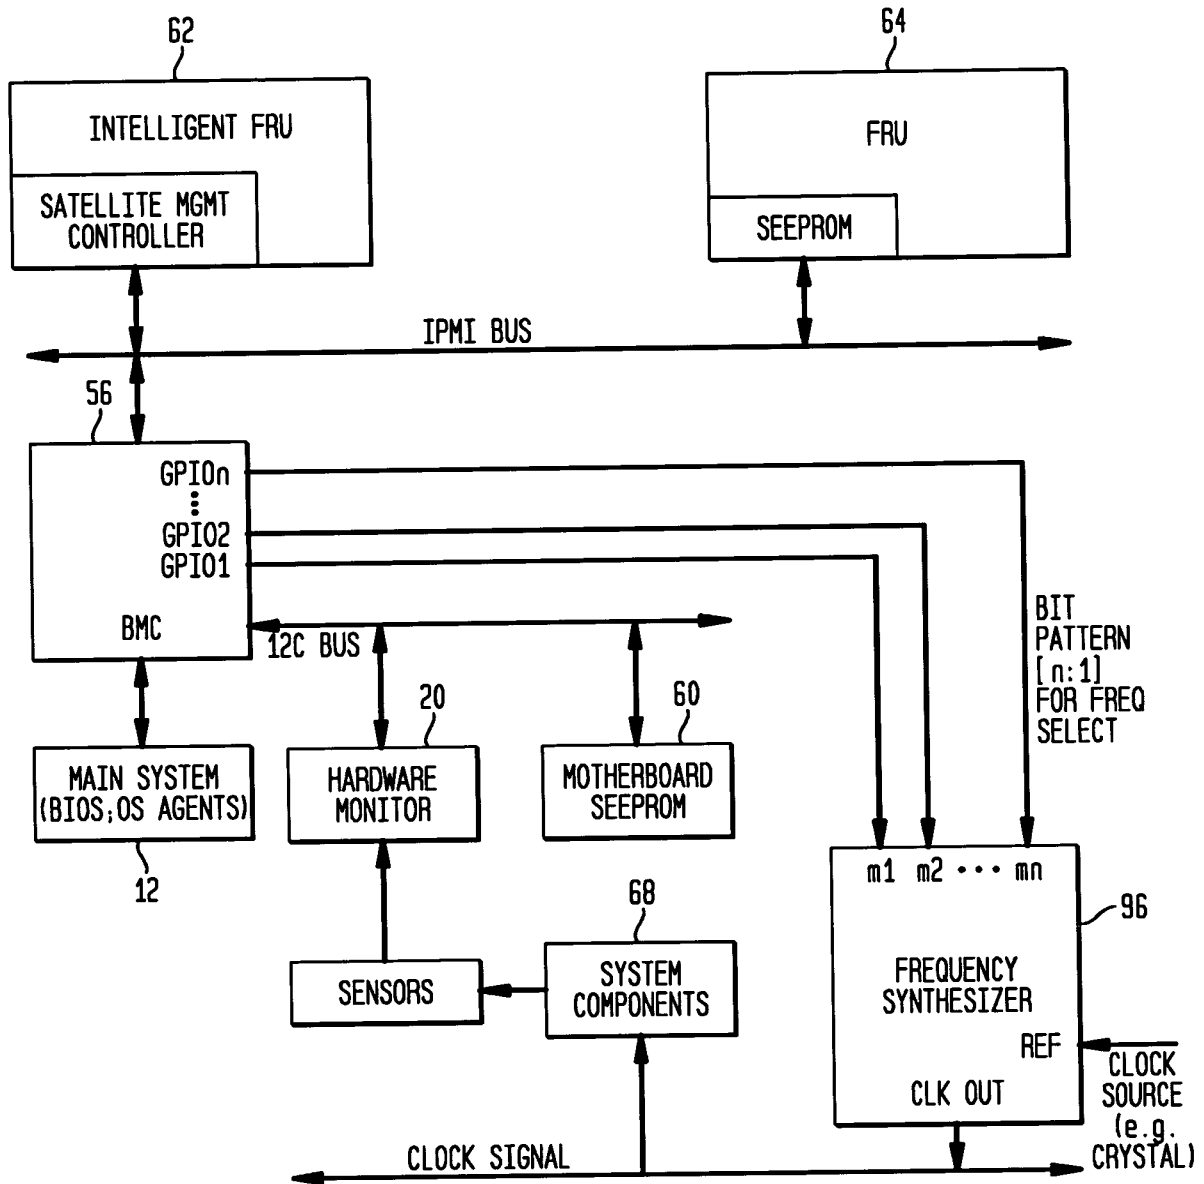 62
64
INTELLIGENT FRU
FRU
SATELLITE MGMT
CONTROLLER
SEEPROM
IPMI BUS
56
GPIOn
GPIO2
GPIO1
BMC
12C BUS
BIT
PATTERN
[n:1]
FOR FREQ
SELECT
20
60
MAIN SYSTEM
(BIOS;OS AGENTS)
HARDWARE
MONITOR
MOTHERBOARD
SEEPROM
12
m1 m2 ••• mn
68
96
SENSORS
SYSTEM
COMPONENTS
FREQUENCY
SYNTHESIZER
REF
CLK OUT
CLOCK
SOURCE
(e.g.
CRYSTAL)
CLOCK SIGNAL